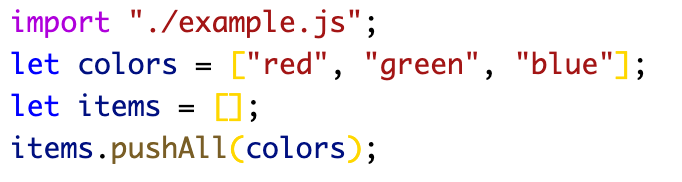 import "./example.js";
let colors = ["red", "green", "blue"];
let items = [];
items.pushAll(colors);